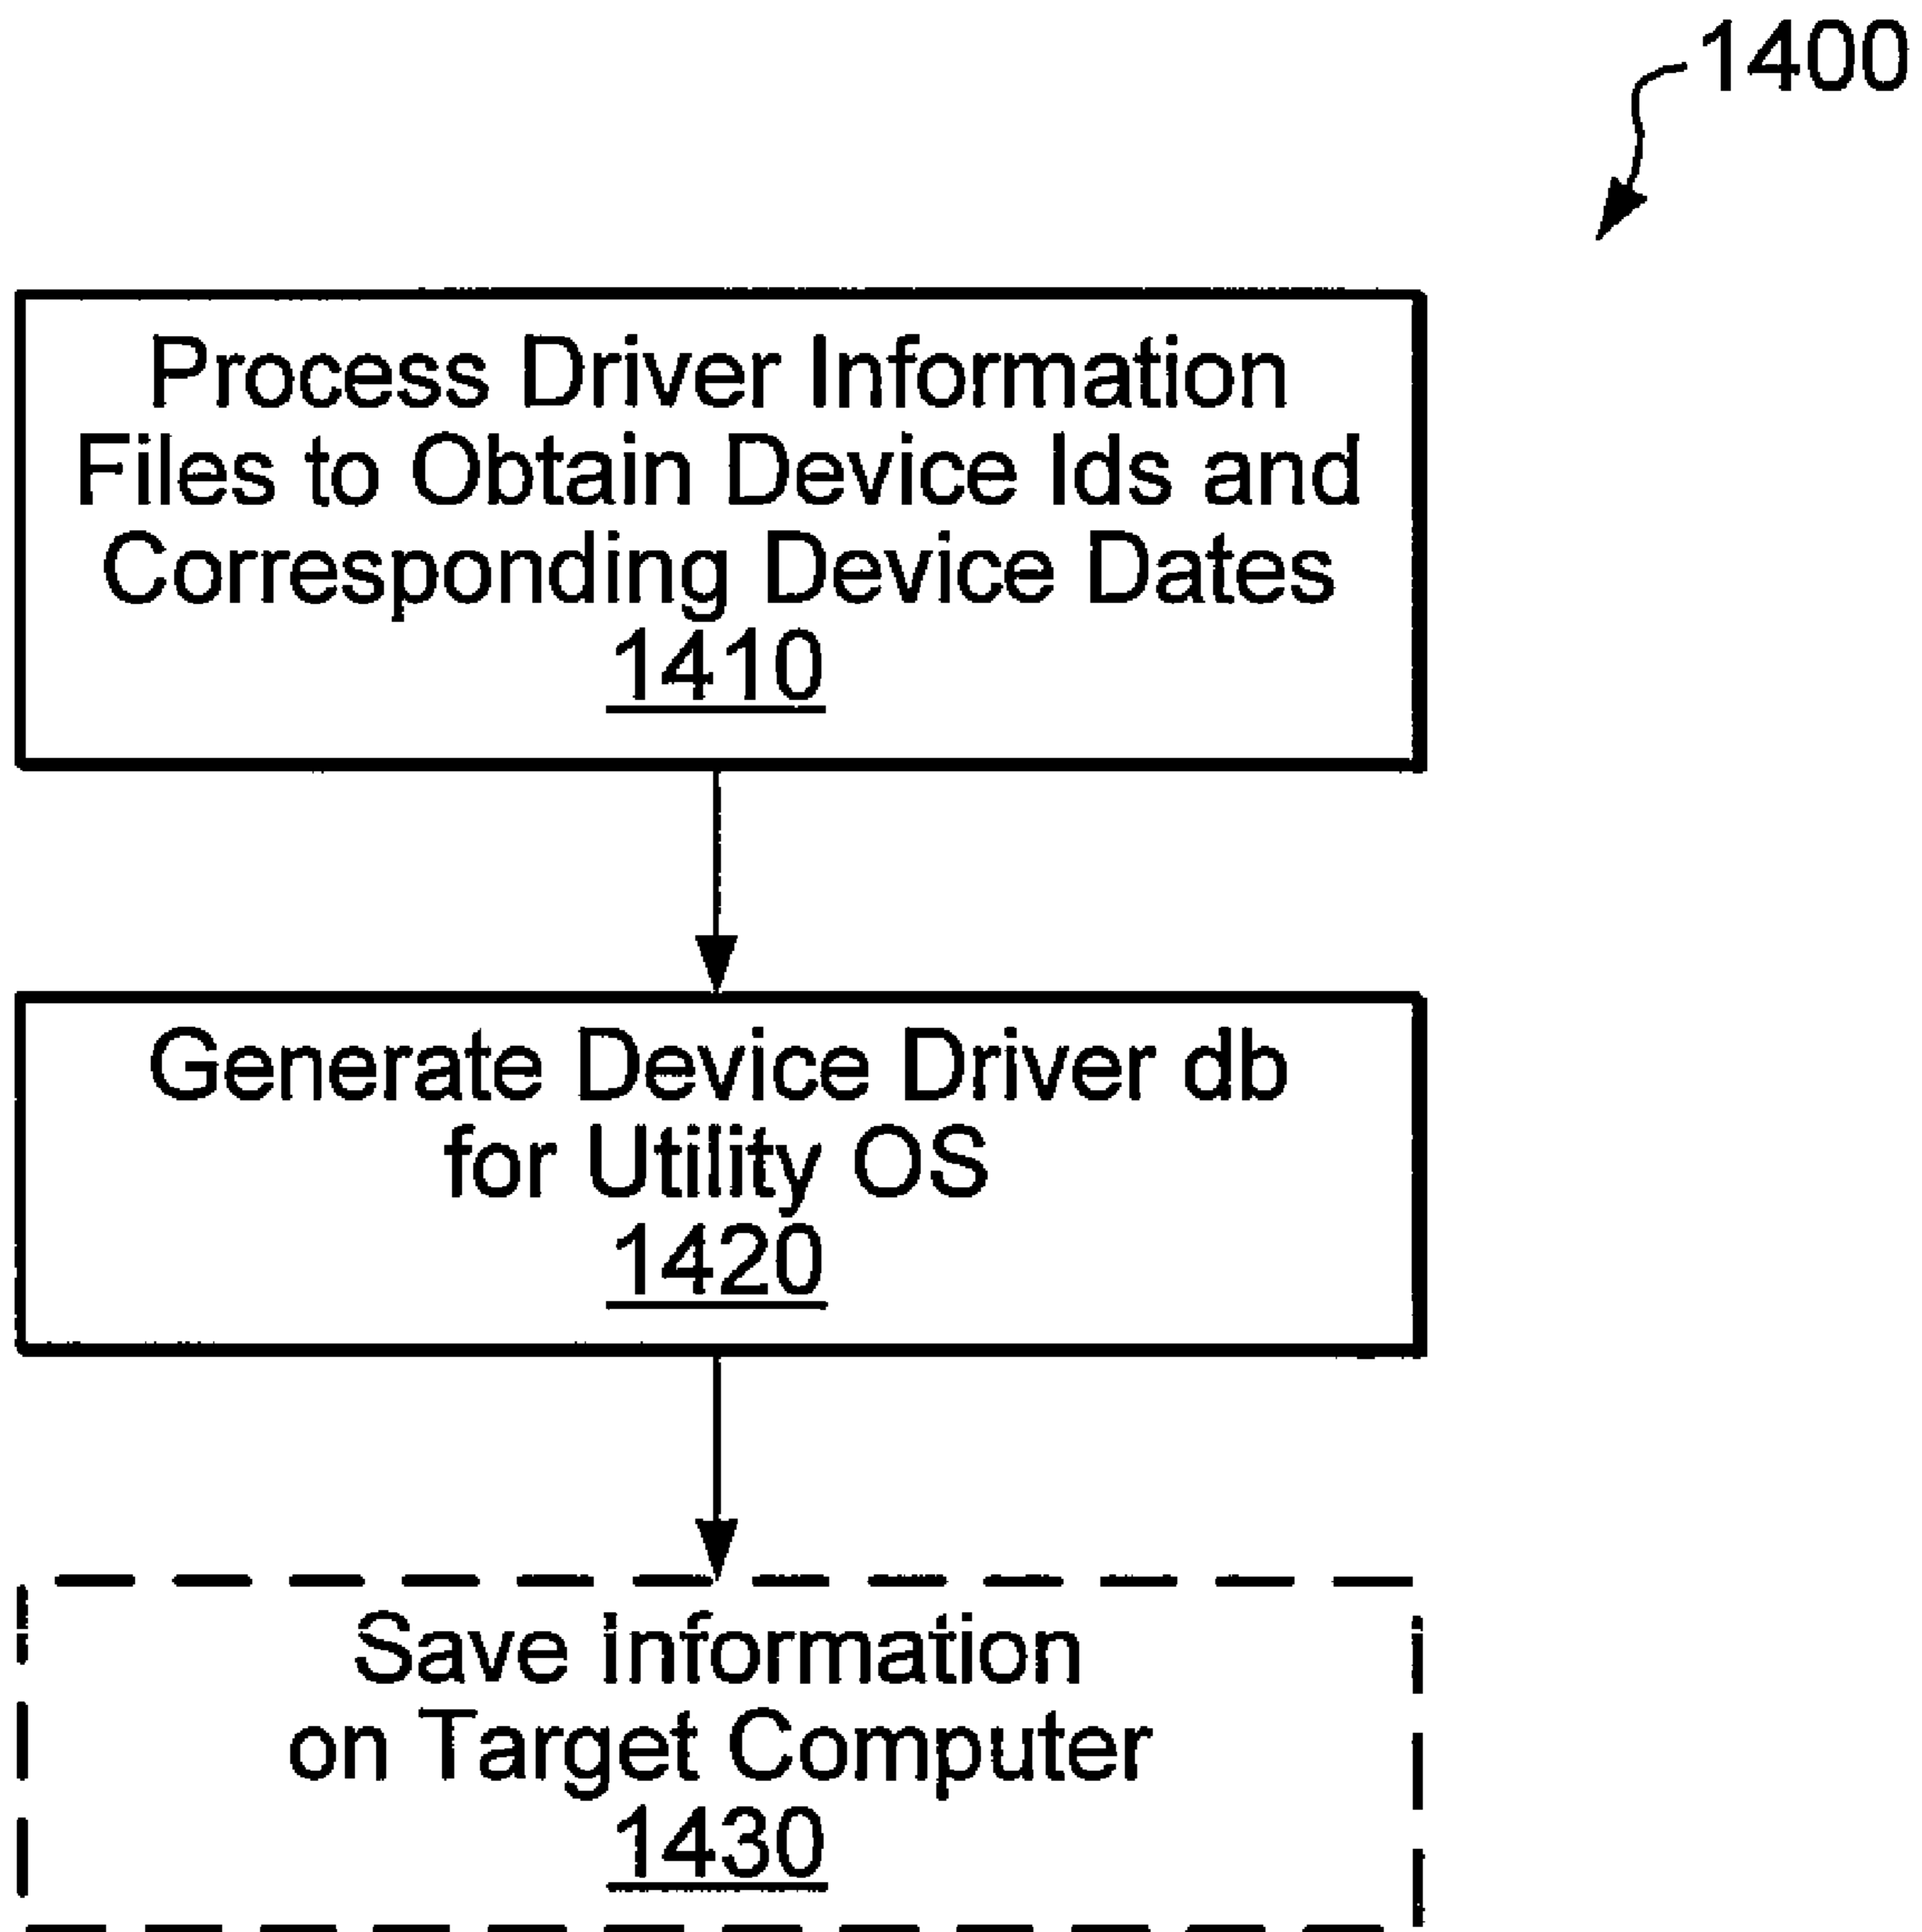 1400
Process Driver Information
Files to Obtain Device Ids and
Corresponding Device Dates
1410
Generate Device Driver db
for Utility OS
1420
Save information
on Target Computer
1430